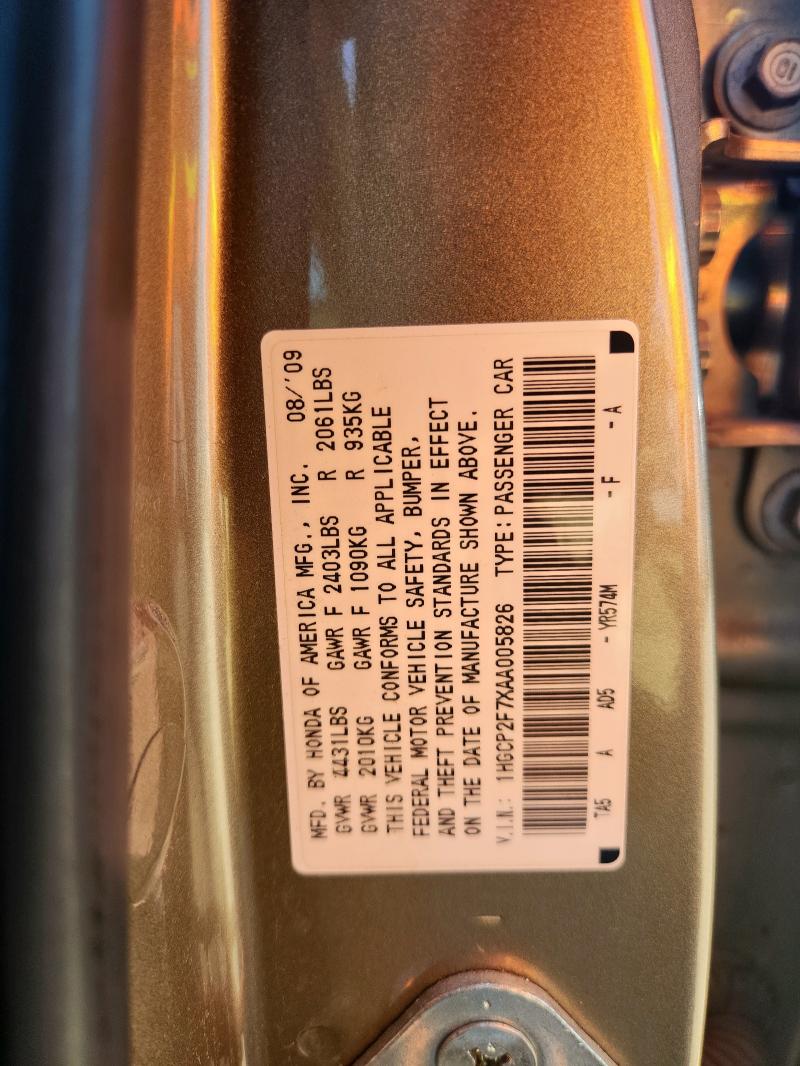 MFD. BY HONDA OF AMERICA MFG., INC. 08/'09
GVWR 4431LBS GAWR F 2403LBS R 2061LBS
GVWR 2010KG GAWR F 1090KG R 935KG
THIS VEHICLE CONFORMS TO ALL APPLICABLE
FEDERAL MOTOR VEHICLE SAFETY, BUMPER,
AND THEFT PREVENTION STANDARDS IN EFFECT
ON THE DATE OF MANUFACTURE SHOWN ABOVE.
V.I.N.: 1HGCP2F7XAA005826 TYPE: PASSENGER CAR
TA5 A AD5 - YR574M - F - A